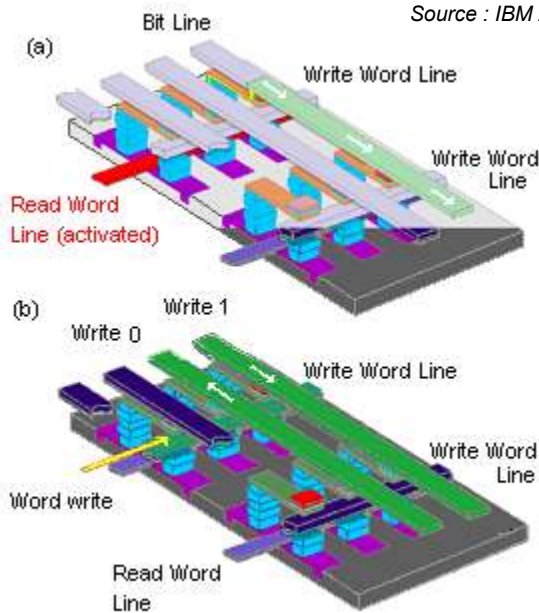 Source : IBM
Bit Line
(a)
Write Word Line
Write Word
Line
Read Word
Line (activated)
(b)
Write 1
Write 0
Write Word Line
Write Word
Line
Word write
Read Word
Line